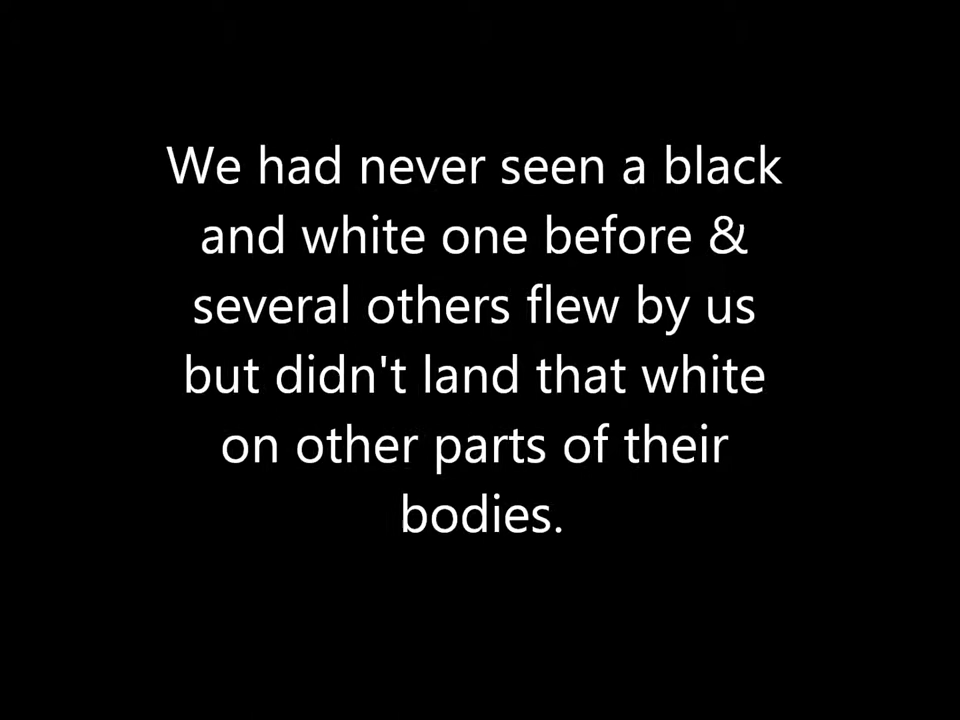 We had never seen a black
and white one before &
several others flew by us
but didn't land that white
on other parts of their
bodies.